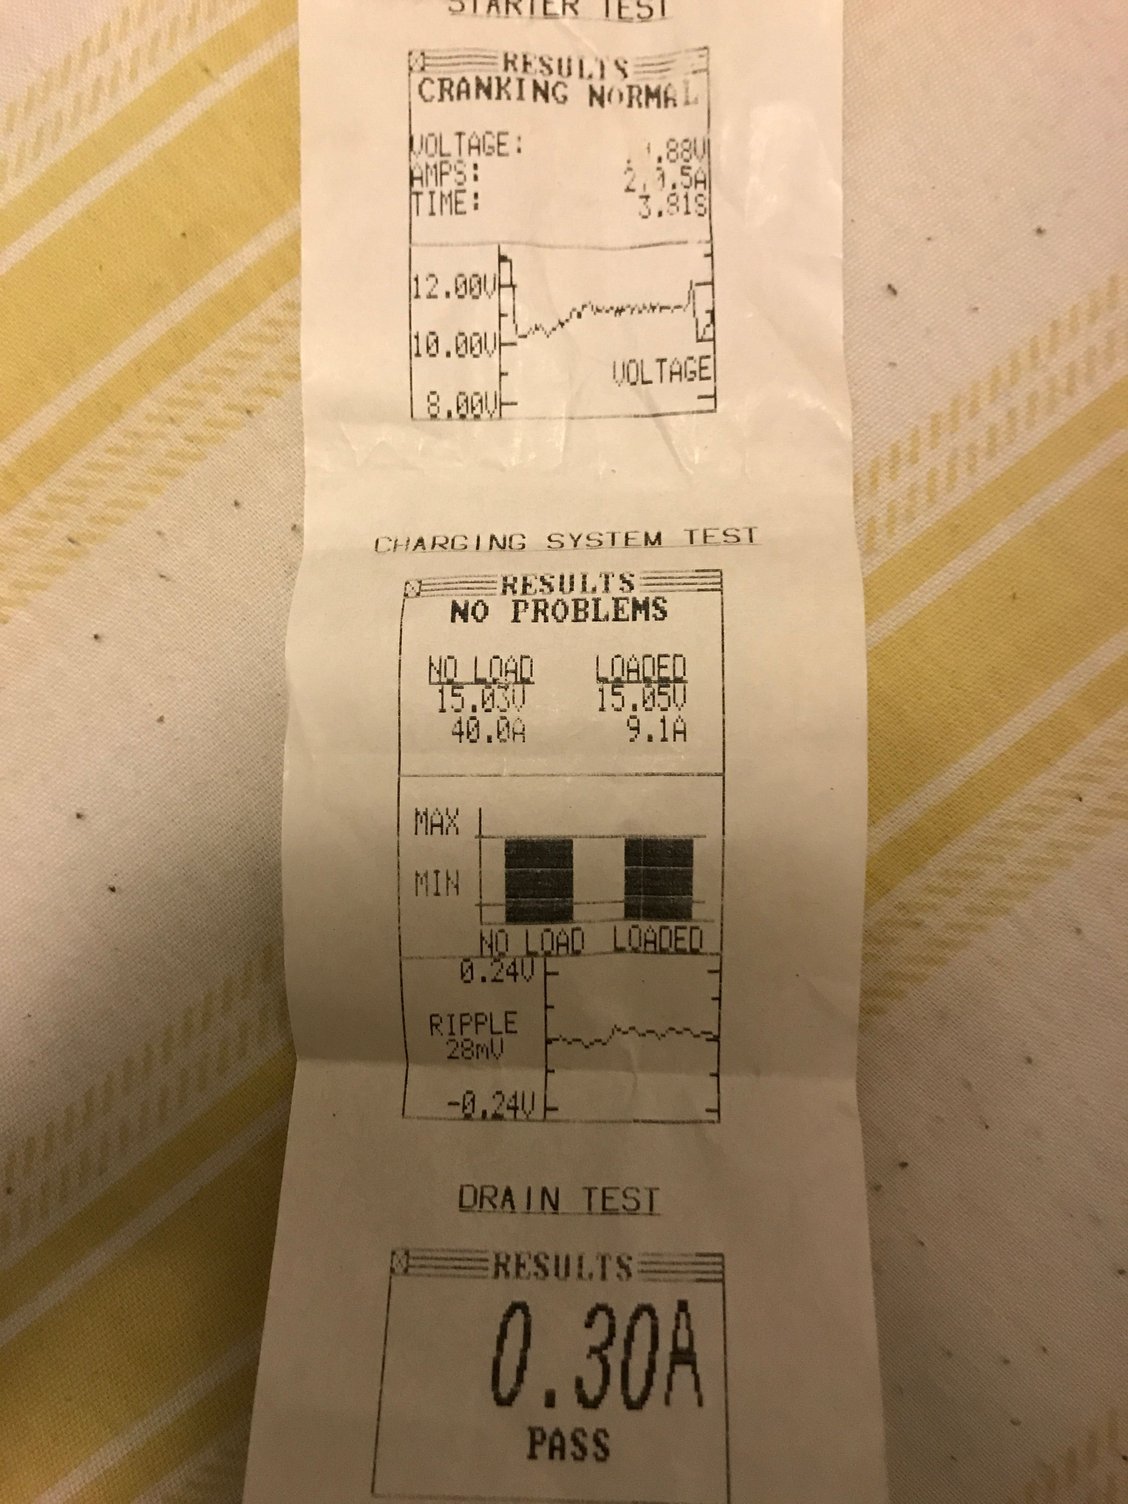 STARTER TEST
RESULTS
CRANKING NORMAL
VOLTAGE:
AMPS:
TIME: 3.81S
12.00V
10.00V
VOLTAGE
8.00V
CHARGING SYSTEM TEST
RESULTS
NO PROBLEMS
NO LOAD LOADED
15.03V 15.05V
40.0A 9.1A
MAX
MIN
NO LOAD LOADED
0.24V
RIPPLE
28mV
-0.24V
DRAIN TEST
RESULTS
0.30A
PASS